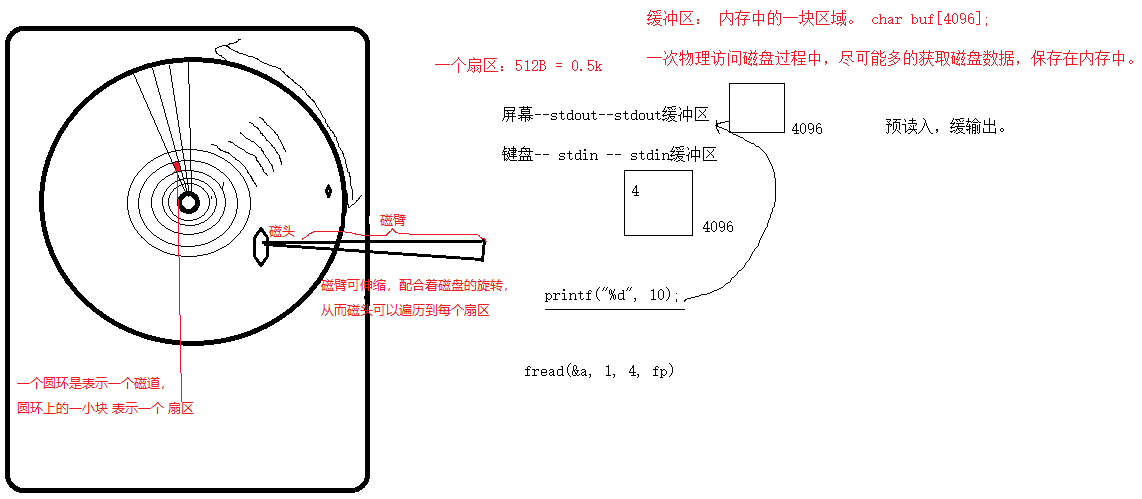 缓冲区： 内存中的一块区域。 char buf[4096];
一个扇区：512B = 0.5k
一次物理访问磁盘过程中，尽可能多的获取磁盘数据，保存在内存中。
屏幕--stdout--stdout缓冲区
4096
预读入，缓输出。
键盘-- stdin -- stdin缓冲区
4
4096
磁头
磁臂
磁臂可伸缩，配合着磁盘的旋转，
从而磁头可以遍历到每个扇区
printf("%d", 10);
fread(&a, 1, 4, fp)
一个圆环是表示一个磁道，
圆环上的一小块 表示一个 扇区